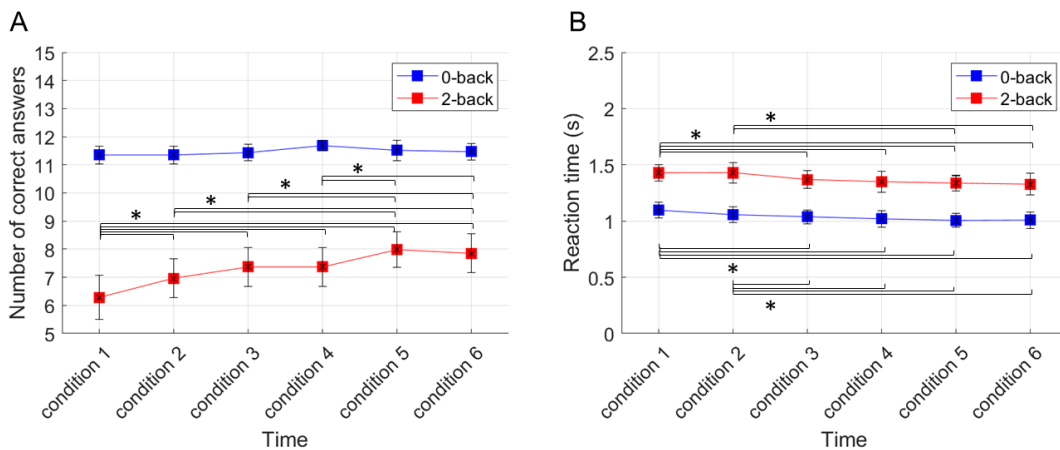 A
Number of correct answers
15
14
13
12
11
10
9
8
7
6
5
0-back
2-back
*
*
*
*
condition 1
condition 2
condition 3
condition 4
condition 5
condition 6
Time
B
Reaction time (s)
2.5
2
1.5
1
0.5
0
0-back
2-back
*
*
*
*
condition 1
condition 2
condition 3
condition 4
condition 5
condition 6
Time